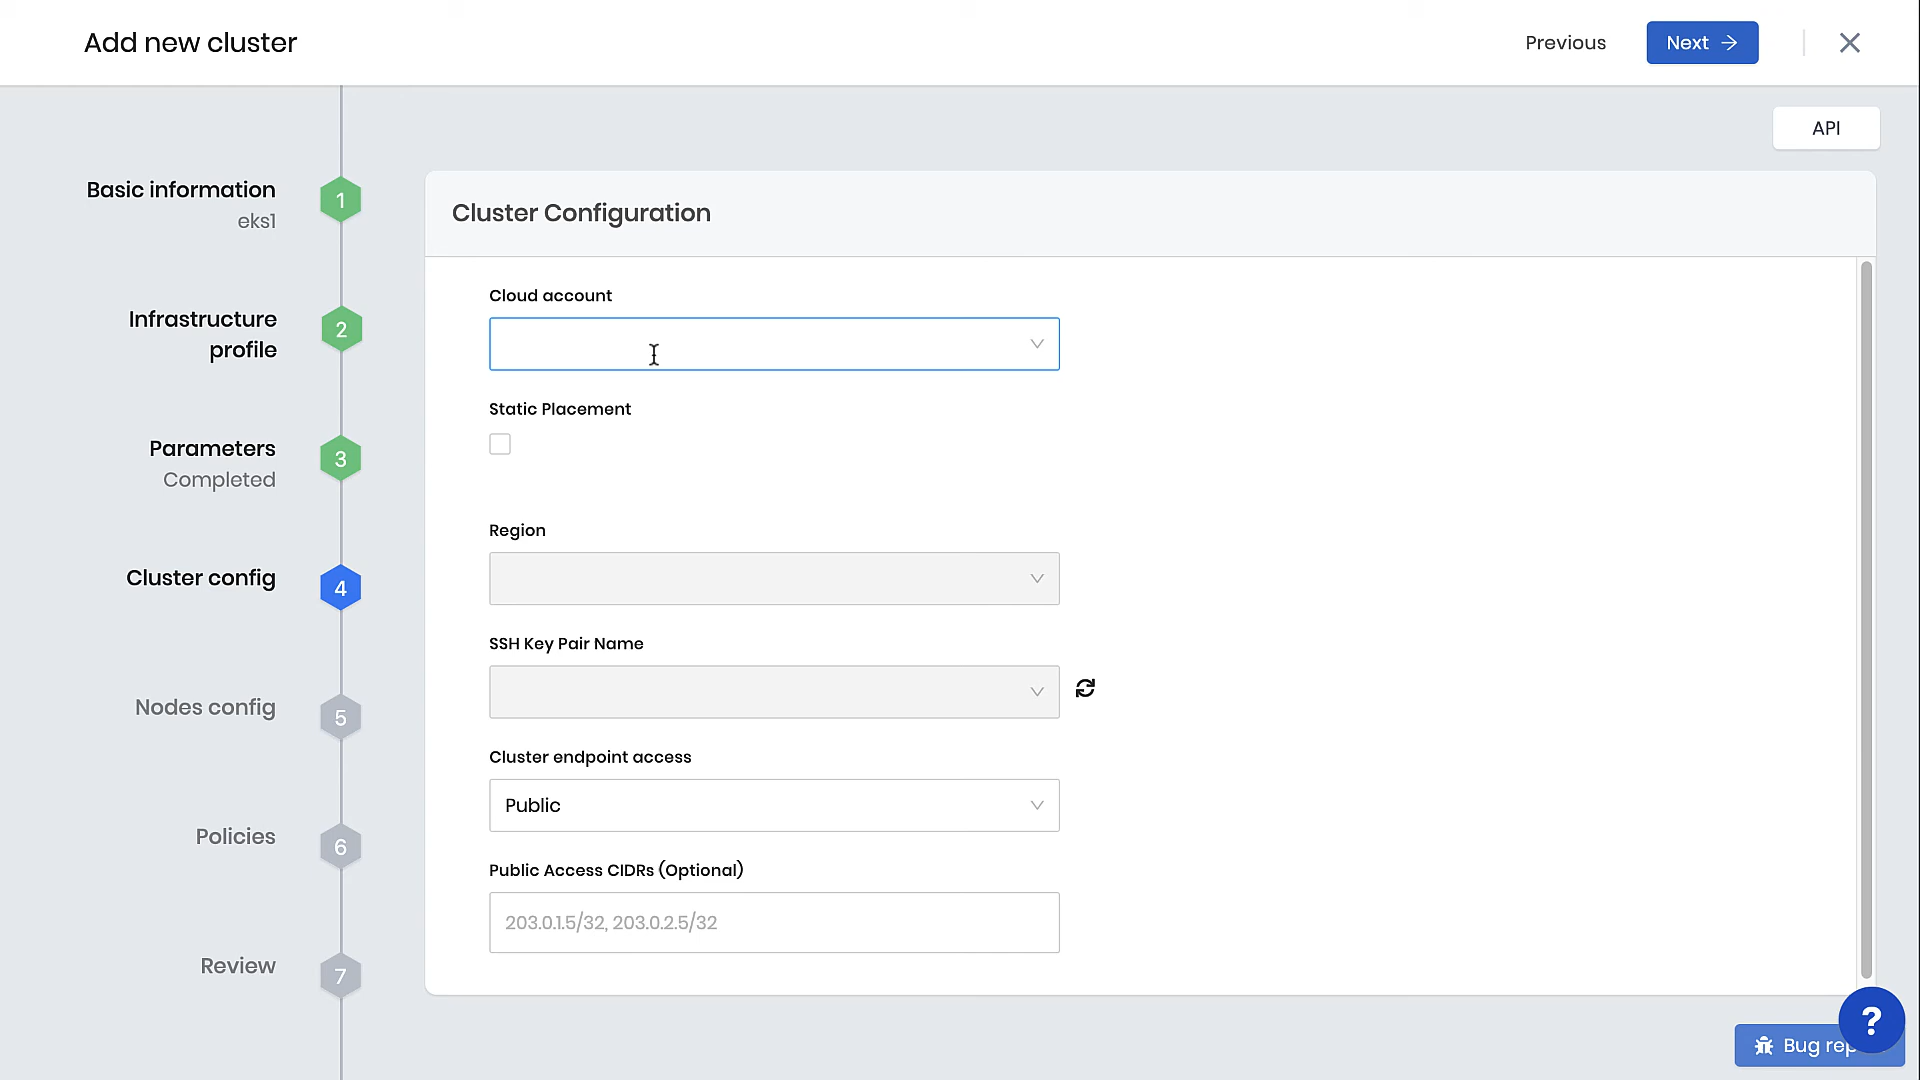 Add new cluster
Previous
Next
API
Basic information
eks1
1
Infrastructure
profile
2
Parameters
Completed
3
Cluster config
4
Nodes config
5
Policies
6
Review
7
Cluster Configuration
Cloud account
Static Placement
Region
SSH Key Pair Name
Cluster endpoint access
Public
Public Access CIDRs (Optional)
203.0.1.5/32, 203.0.2.5/32
?
Bug rep